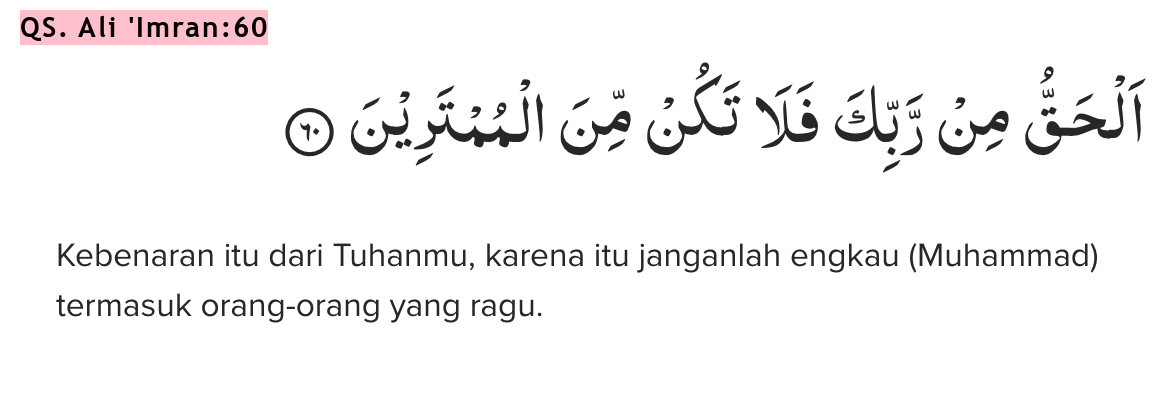 QS. Ali 'Imran:60
اَلْحَقُّ مِنْ رَّبِّكَ فَلَا تَكُنْ مِّنَ الْمُمْتَرِيْنَ ٦٠
Kebenaran itu dari Tuhanmu, karena itu janganlah engkau (Muhammad)
termasuk orang-orang yang ragu.